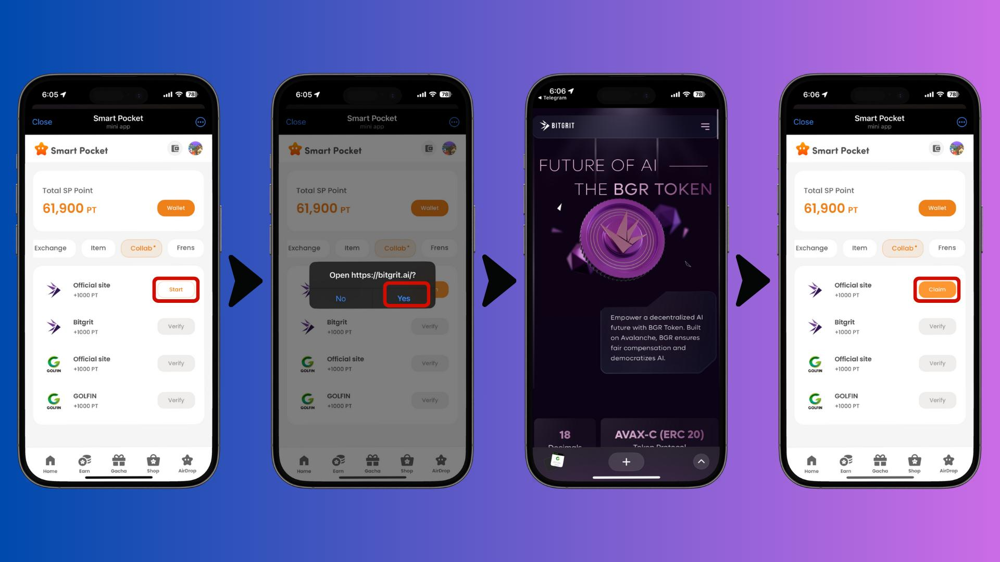 6:05
78
Close
Smart Pocket
mini app
Smart Pocket
Total SP Point
61,900 PT
Wallet
Exchange
Item
Collab
Frens
Official site
+1000 PT
Start
Bitgrit
+1000 PT
Verify
GOLFIN
Official site
+1000 PT
Verify
GOLFIN
GOLFIN
+1000 PT
Verify
Home
Earn
Gacha
Shop
AirDrop
6:05
78
Close
Smart Pocket
mini app
Smart Pocket
Total SP Point
61,900 PT
Wallet
Exchange
Item
Collab
Frens
Open https://bitgrit.ai/?
No
Yes
Bitgrit
+1000 PT
Verify
GOLFIN
Official site
+1000 PT
Verify
GOLFIN
GOLFIN
+1000 PT
Verify
Home
Earn
Gacha
Shop
AirDrop
6:06
Telegram
78
BITGRIT
FUTURE OF AI
THE BGR TOKEN
Empower a decentralized AI
future with BGR Token. Built
on Avalanche, BGR ensures
fair compensation and
democratizes AI.
18
Decimals
AVAX-C (ERC 20)
Token Protocol
6:06
78
Close
Smart Pocket
mini app
Smart Pocket
Total SP Point
61,900 PT
Wallet
Exchange
Item
Collab
Frens
Official site
+1000 PT
Claim
Bitgrit
+1000 PT
Verify
GOLFIN
Official site
+1000 PT
Verify
GOLFIN
GOLFIN
+1000 PT
Verify
Home
Earn
Gacha
Shop
AirDrop